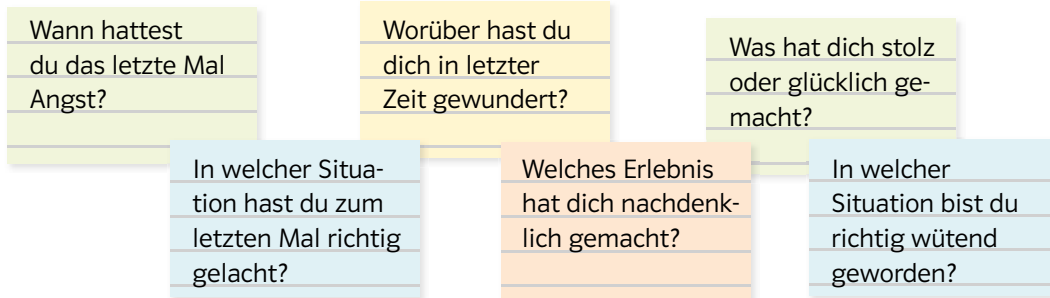 Wann hattest
du das letzte Mal
Angst?
Worüber hast du
dich in letzter
Zeit gewundert?
Was hat dich stolz
oder glücklich ge-
macht?
In welcher Situa-
tion hast du zum
letzten Mal richtig
gelacht?
Welches Erlebnis
hat dich nachdenk-
lich gemacht?
In welcher
Situation bist du
richtig wütend
geworden?